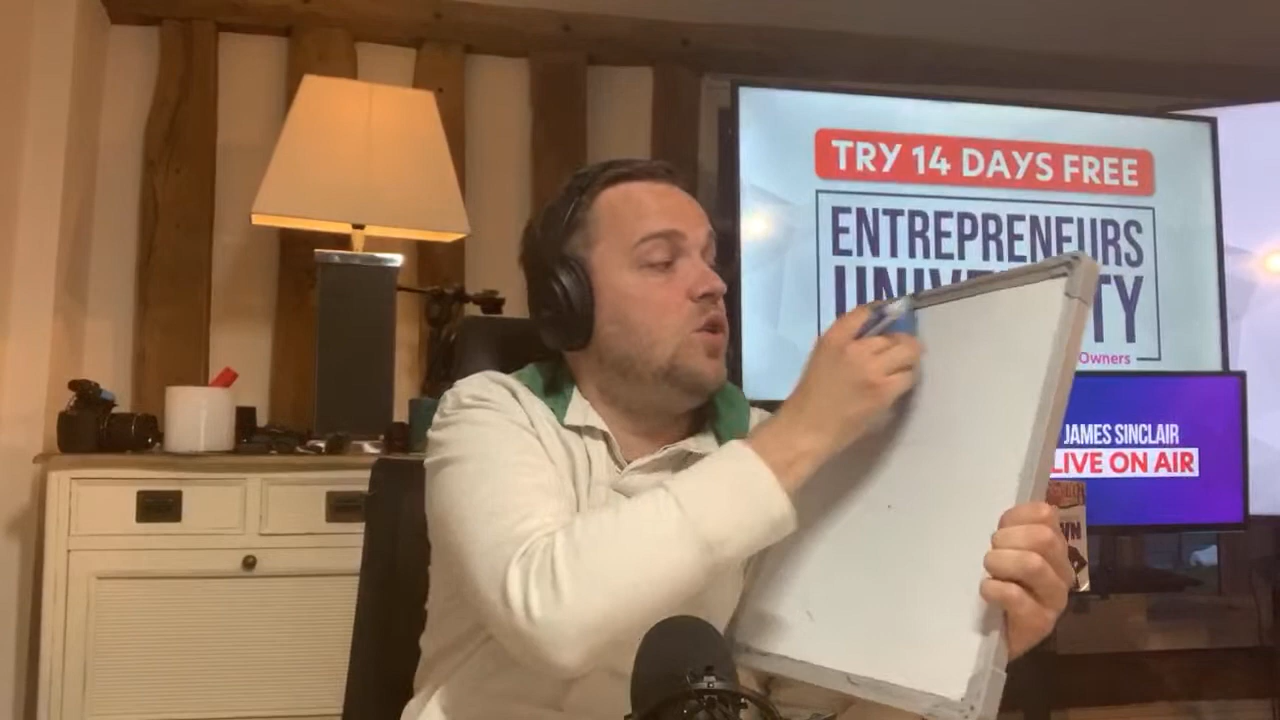 TRY 14 DAYS FREE
ENTREPRENEURS
Owners
JAMES SINCLAIR
LIVE ON AIR